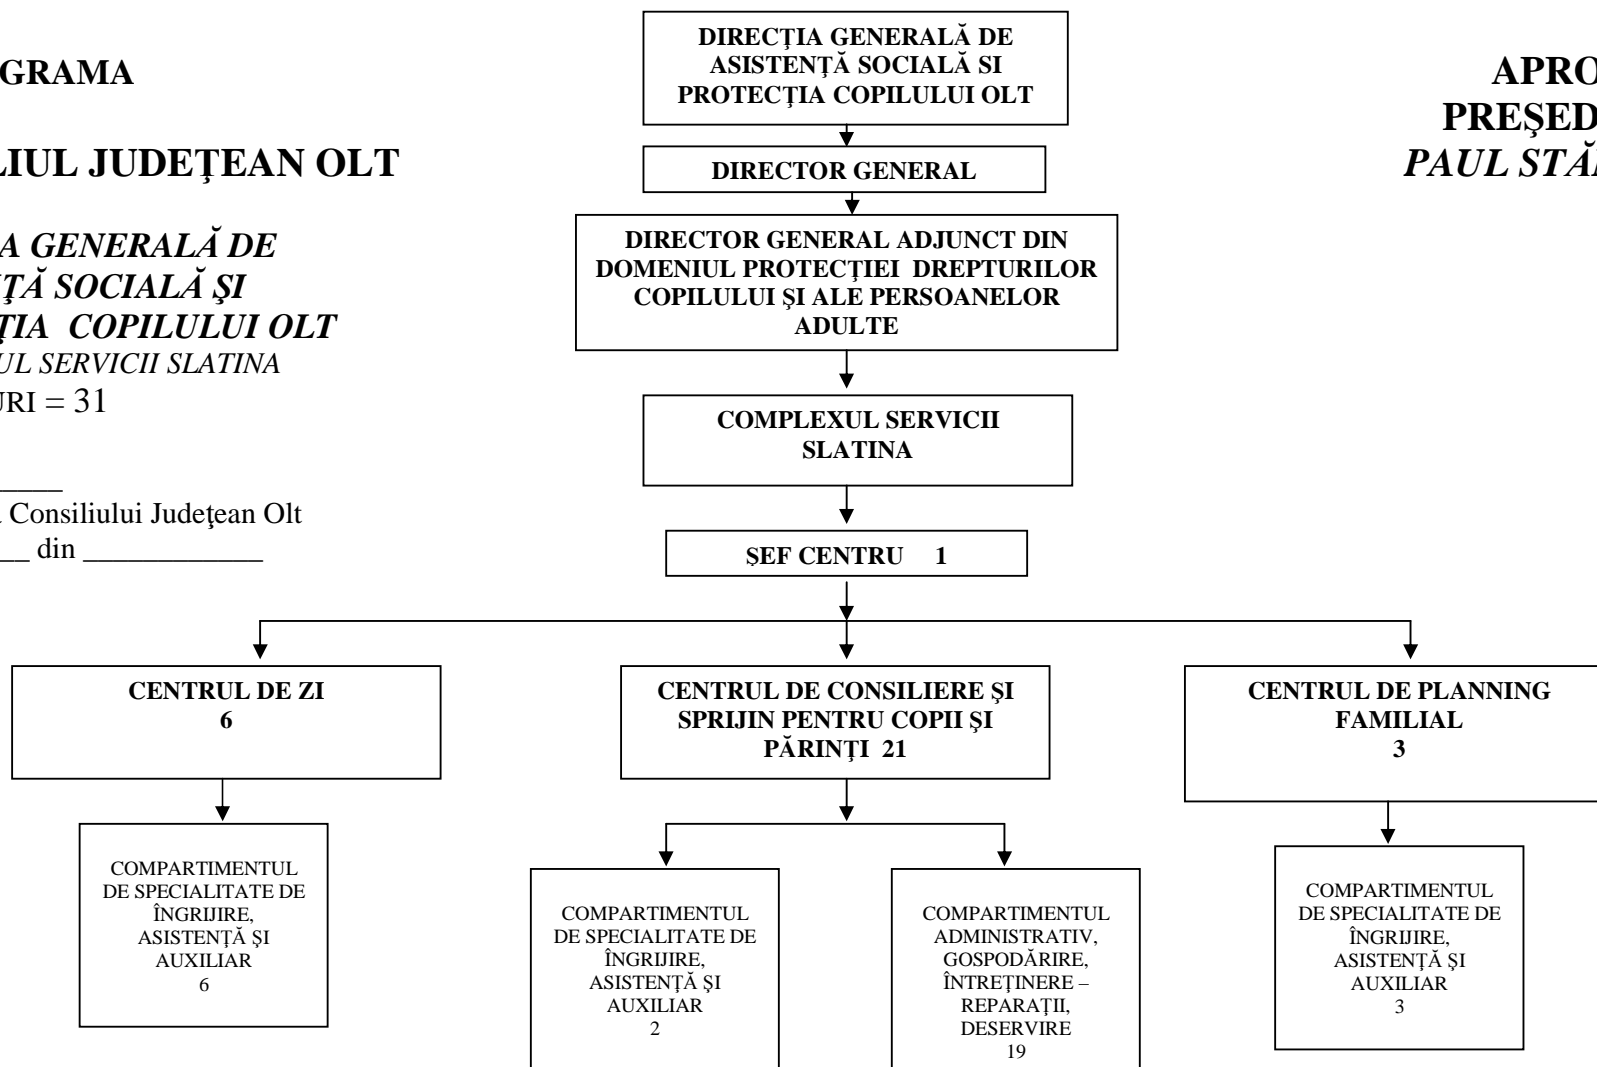 GRAMA
LIUL JUDEŢEAN OLT
A GENERALĂ DE
ŢĂ SOCIALĂ ŞI
ŢIA COPILULUI OLT
UL SERVICII SLATINA
URI = 31
_____
Consiliului Judeţean Olt
__ din ____________
DIRECŢIA GENERALĂ DE
ASISTENŢĂ SOCIALĂ SI
PROTECŢIA COPILULUI OLT
APRO
PREŞED
PAUL STĂ
DIRECTOR GENERAL
DIRECTOR GENERAL ADJUNCT DIN
DOMENIUL PROTECŢIEI DREPTURILOR
COPILULUI ŞI ALE PERSOANELOR
ADULTE
COMPLEXUL SERVICII
SLATINA
ŞEF CENTRU 1
CENTRUL DE ZI
6
CENTRUL DE CONSILIERE ŞI
SPRIJIN PENTRU COPII ŞI
PĂRINŢI 21
CENTRUL DE PLANNING
FAMILIAL
3
COMPARTIMENTUL
DE SPECIALITATE DE
ÎNGRIJIRE,
ASISTENŢĂ ŞI
AUXILIAR
6
COMPARTIMENTUL
DE SPECIALITATE DE
ÎNGRIJIRE,
ASISTENŢĂ ŞI
AUXILIAR
2
COMPARTIMENTUL
ADMINISTRATIV,
GOSPODĂRIRE,
ÎNTREŢINERE –
REPARAŢII,
DESERVIRE
19
COMPARTIMENTUL
DE SPECIALITATE DE
ÎNGRIJIRE,
ASISTENŢĂ ŞI
AUXILIAR
3